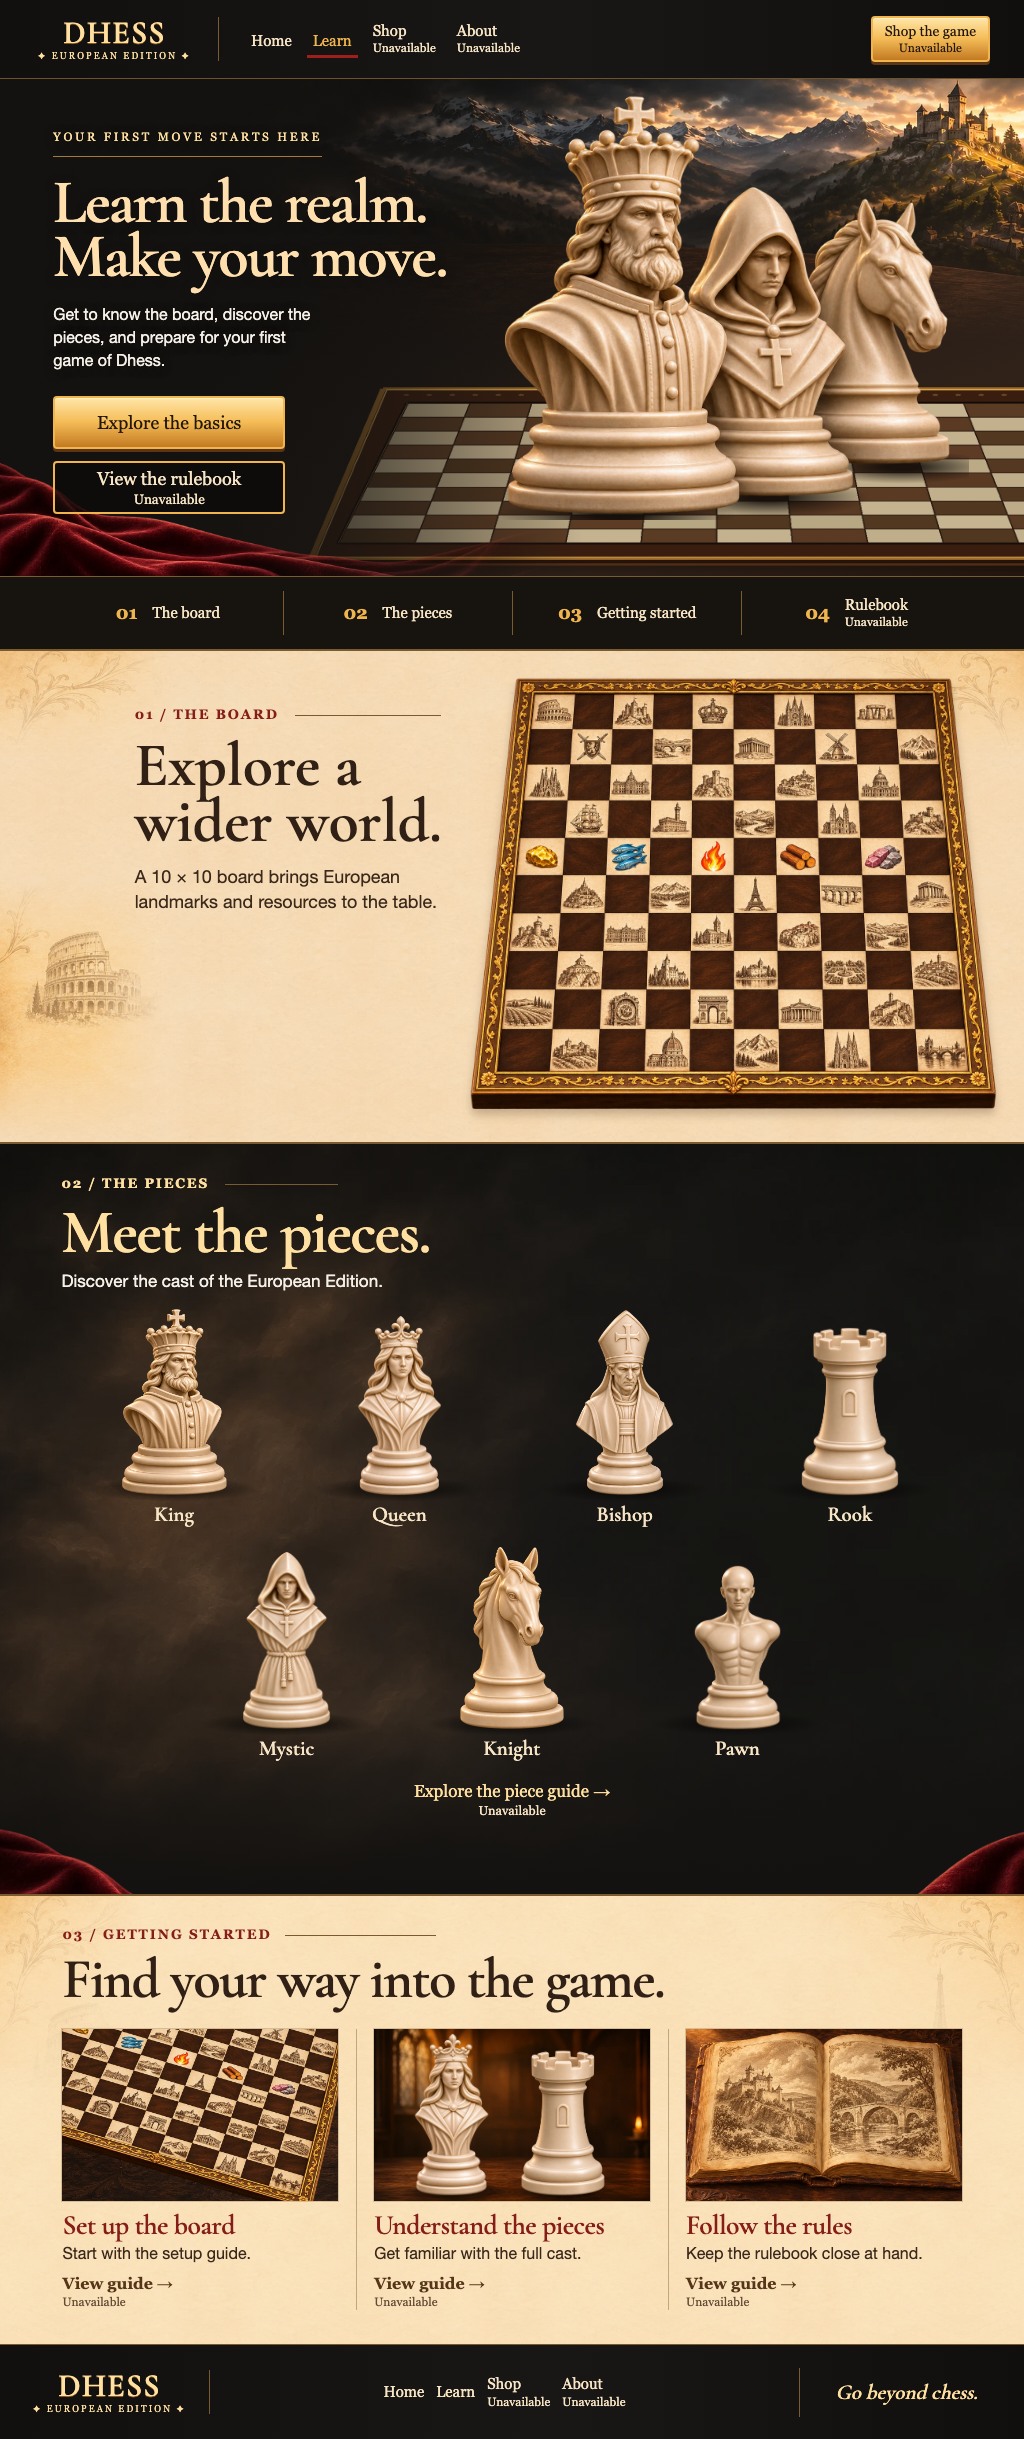 DHESS
✦ EUROPEAN EDITION ✦
Home
Learn
Shop
Unavailable
About
Unavailable
Shop the game
Unavailable
YOUR FIRST MOVE STARTS HERE
Learn the realm.
Make your move.
Get to know the board, discover the
pieces, and prepare for your first
game of Dhess.
Explore the basics
View the rulebook
Unavailable
01 The board
02 The pieces
03 Getting started
04 Rulebook
Unavailable
01 / THE BOARD
Explore a
wider world.
A 10 × 10 board brings European
landmarks and resources to the table.
02 / THE PIECES
Meet the pieces.
Discover the cast of the European Edition.
King
Queen
Bishop
Rook
Mystic
Knight
Pawn
Explore the piece guide →
Unavailable
03 / GETTING STARTED
Find your way into the game.
Set up the board
Start with the setup guide.
View guide →
Unavailable
Understand the pieces
Get familiar with the full cast.
View guide →
Unavailable
Follow the rules
Keep the rulebook close at hand.
View guide →
Unavailable
DHESS
✦ EUROPEAN EDITION ✦
Home
Learn
Shop
Unavailable
About
Unavailable
Go beyond chess.